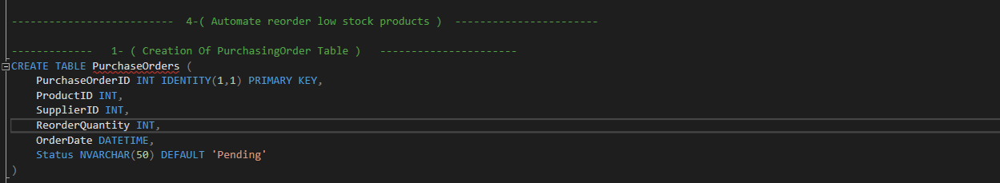 -------------------------- 4-( Automate reorder low stock products ) -----------------------
------------- 1- ( Creation Of PurchasingOrder Table ) ----------------------
CREATE TABLE PurchaseOrders (
PurchaseOrderID INT IDENTITY(1,1) PRIMARY KEY,
ProductID INT,
SupplierID INT,
ReorderQuantity INT,
OrderDate DATETIME,
Status NVARCHAR(50) DEFAULT 'Pending'
)